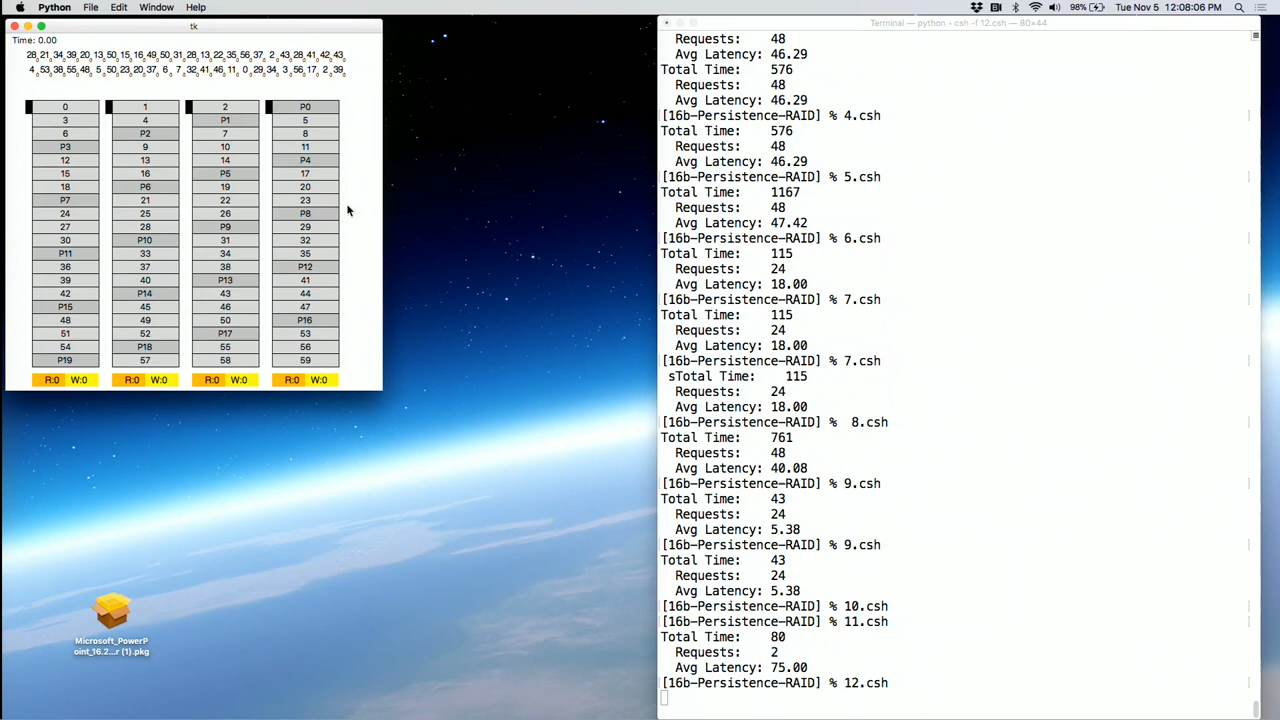 Python File Edit Window Help 98% Tue Nov 5 12:08:06 PM
tk
Time: 0.00
0 1 2 P0
3 4 P1 5
6 P2 7 8
P3 9 10 11
12 13 14 P4
15 16 P5 17
18 P6 19 20
P7 21 22 23
24 25 26 P8
27 28 P9 29
30 P10 31 32
P11 33 34 35
36 37 38 P12
39 40 P13 41
42 P14 43 44
P15 45 46 47
48 49 50 P16
51 52 P17 53
54 P18 55 56
P19 57 58 59
R:0 W:0 R:0 W:0 R:0 W:0 R:0 W:0
Microsoft_PowerP
oint_16.2...r (1).pkg
Terminal — python - csh -f 12.csh — 80×44
Requests: 48
Avg Latency: 46.29
Total Time: 576
Requests: 48
Avg Latency: 46.29
[16b-Persistence-RAID] % 4.csh
Total Time: 576
Requests: 48
Avg Latency: 46.29
[16b-Persistence-RAID] % 5.csh
Total Time: 1167
Requests: 48
Avg Latency: 47.42
[16b-Persistence-RAID] % 6.csh
Total Time: 115
Requests: 24
Avg Latency: 18.00
[16b-Persistence-RAID] % 7.csh
Total Time: 115
Requests: 24
Avg Latency: 18.00
[16b-Persistence-RAID] % 7.csh
sTotal Time: 115
Requests: 24
Avg Latency: 18.00
[16b-Persistence-RAID] % 8.csh
Total Time: 761
Requests: 48
Avg Latency: 40.08
[16b-Persistence-RAID] % 9.csh
Total Time: 43
Requests: 24
Avg Latency: 5.38
[16b-Persistence-RAID] % 9.csh
Total Time: 43
Requests: 24
Avg Latency: 5.38
[16b-Persistence-RAID] % 10.csh
[16b-Persistence-RAID] % 11.csh
Total Time: 80
Requests: 2
Avg Latency: 75.00
[16b-Persistence-RAID] % 12.csh